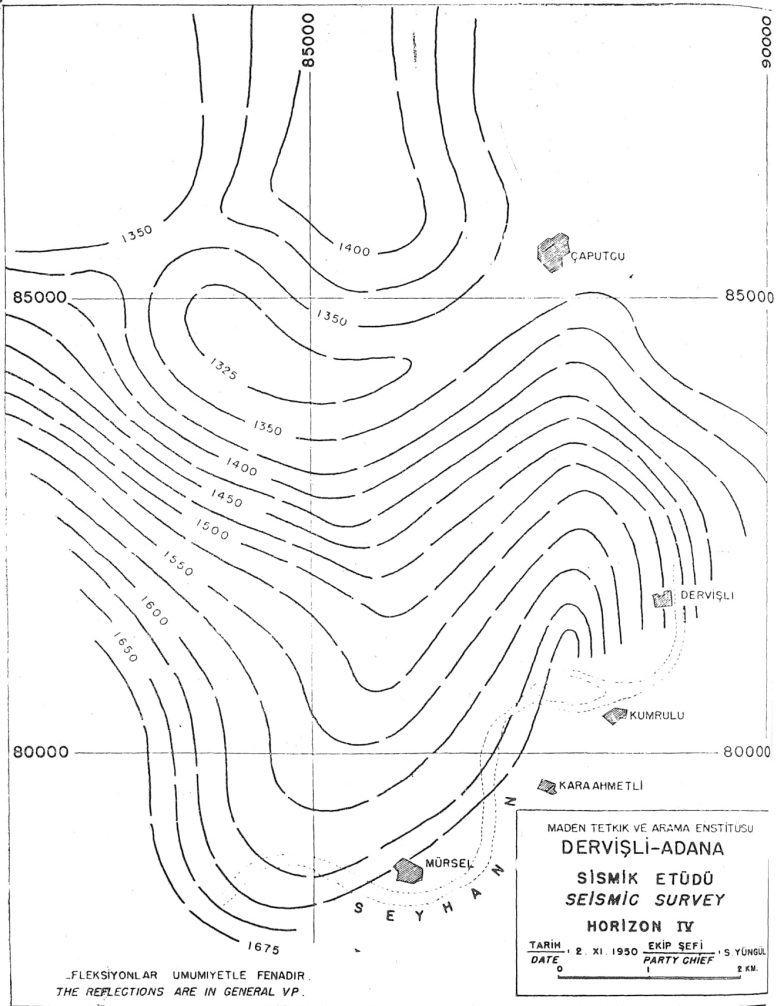 85000
90000
1350
1400
ÇAPUTCU
85000
85000
1350
1325
1350
1400
1450
1500
1550
1600
1650
DERVİŞLİ
KUMRULU
80000
80000
KARAAHMETLİ
MÜRSEL
SEYHAN N
1675
MADEN TETKIK VE ARAMA ENSTİTÜSÜ
DERVİŞLİ-ADANA
SİSMİK ETÜDÜ
SEISMIC SURVEY
HORIZON IV
TARİH 2. XI. 1950 EKİP ŞEFİ S. YÜNGÜL
DATE PARTY CHIEF
0 1 2 KM.
FLEKSİYONLAR UMUMİYETLE FENADIR.
THE REFLECTIONS ARE IN GENERAL VP.